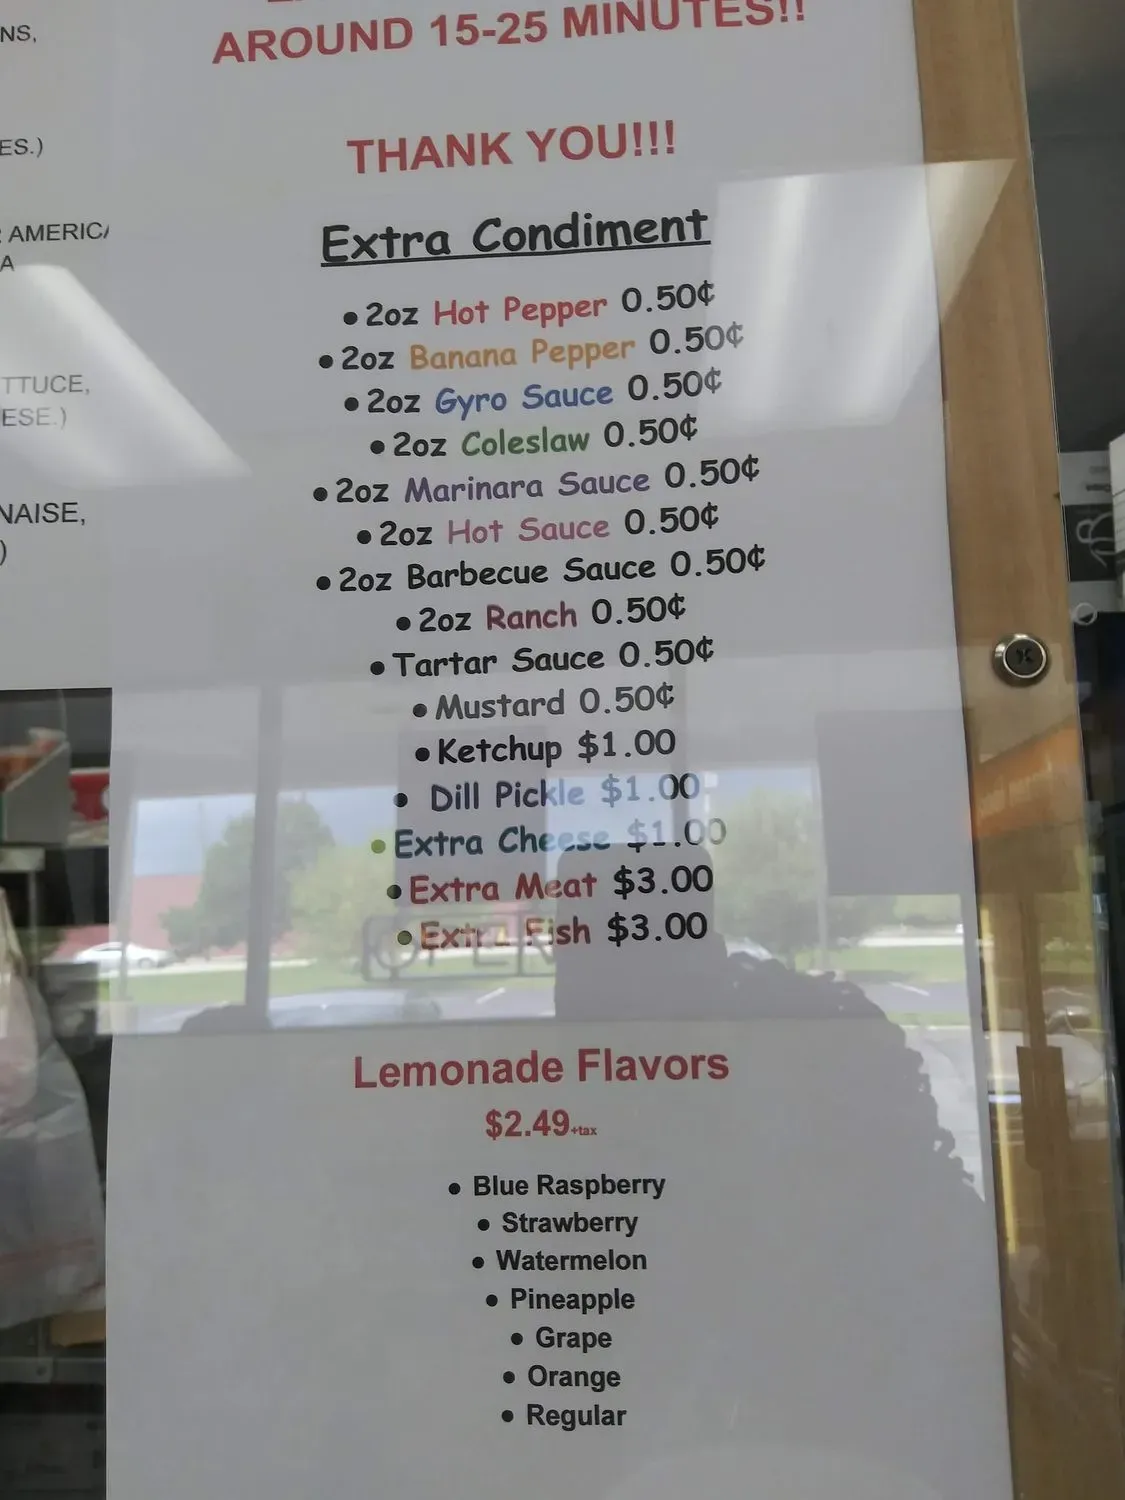 AROUND 15-25 MINUTES!!
THANK YOU!!!
Extra Condiment
• 2oz Hot Pepper 0.50¢
• 2oz Banana Pepper 0.50¢
• 2oz Gyro Sauce 0.50¢
• 2oz Coleslaw 0.50¢
• 2oz Marinara Sauce 0.50¢
• 2oz Hot Sauce 0.50¢
• 2oz Barbecue Sauce 0.50¢
• 2oz Ranch 0.50¢
• Tartar Sauce 0.50¢
• Mustard 0.50¢
• Ketchup $1.00
• Dill Pickle $1.00
• Extra Cheese $1.00
• Extra Meat $3.00
• Extra Fish $3.00
Lemonade Flavors
$2.49+tax
• Blue Raspberry
• Strawberry
• Watermelon
• Pineapple
• Grape
• Orange
• Regular
NS,
ES.)
AMERICA
A
TTUCE,
ESE.)
NAISE,
)
OPEN